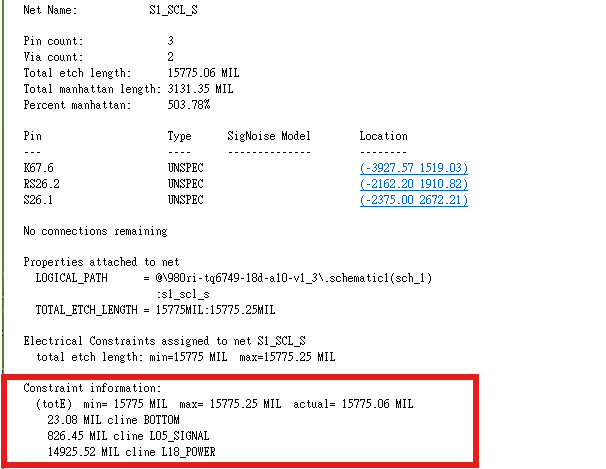 Net Name:            S1_SCL_S
Pin count:              3
Via count:              2
Total etch length:      15775.06 MIL
Total manhattan length: 3131.35 MIL
Percent manhattan:      503.78%
Pin                     Type      SigNoise Model        Location
---                     ----      --------------        --------
K67.6                   UNSPEC                          (-3927.57 1519.03)
RS26.2                  UNSPEC                          (-2162.20 1910.82)
S26.1                   UNSPEC                          (-2375.00 2672.21)
No connections remaining
Properties attached to net
  LOGICAL_PATH      = @\980ri-tq6749-18d-a10-v1_3\.schematic1(sch_1)
                      :s1_scl_s
  TOTAL_ETCH_LENGTH = 15775MIL:15775.25MIL
Electrical Constraints assigned to net S1_SCL_S
  total etch length: min=15775 MIL  max=15775.25 MIL
Constraint information:
  (totE)  min= 15775 MIL  max= 15775.25 MIL  actual= 15775.06 MIL
    23.08 MIL cline BOTTOM
    826.45 MIL cline L05_SIGNAL
    14925.52 MIL cline L18_POWER